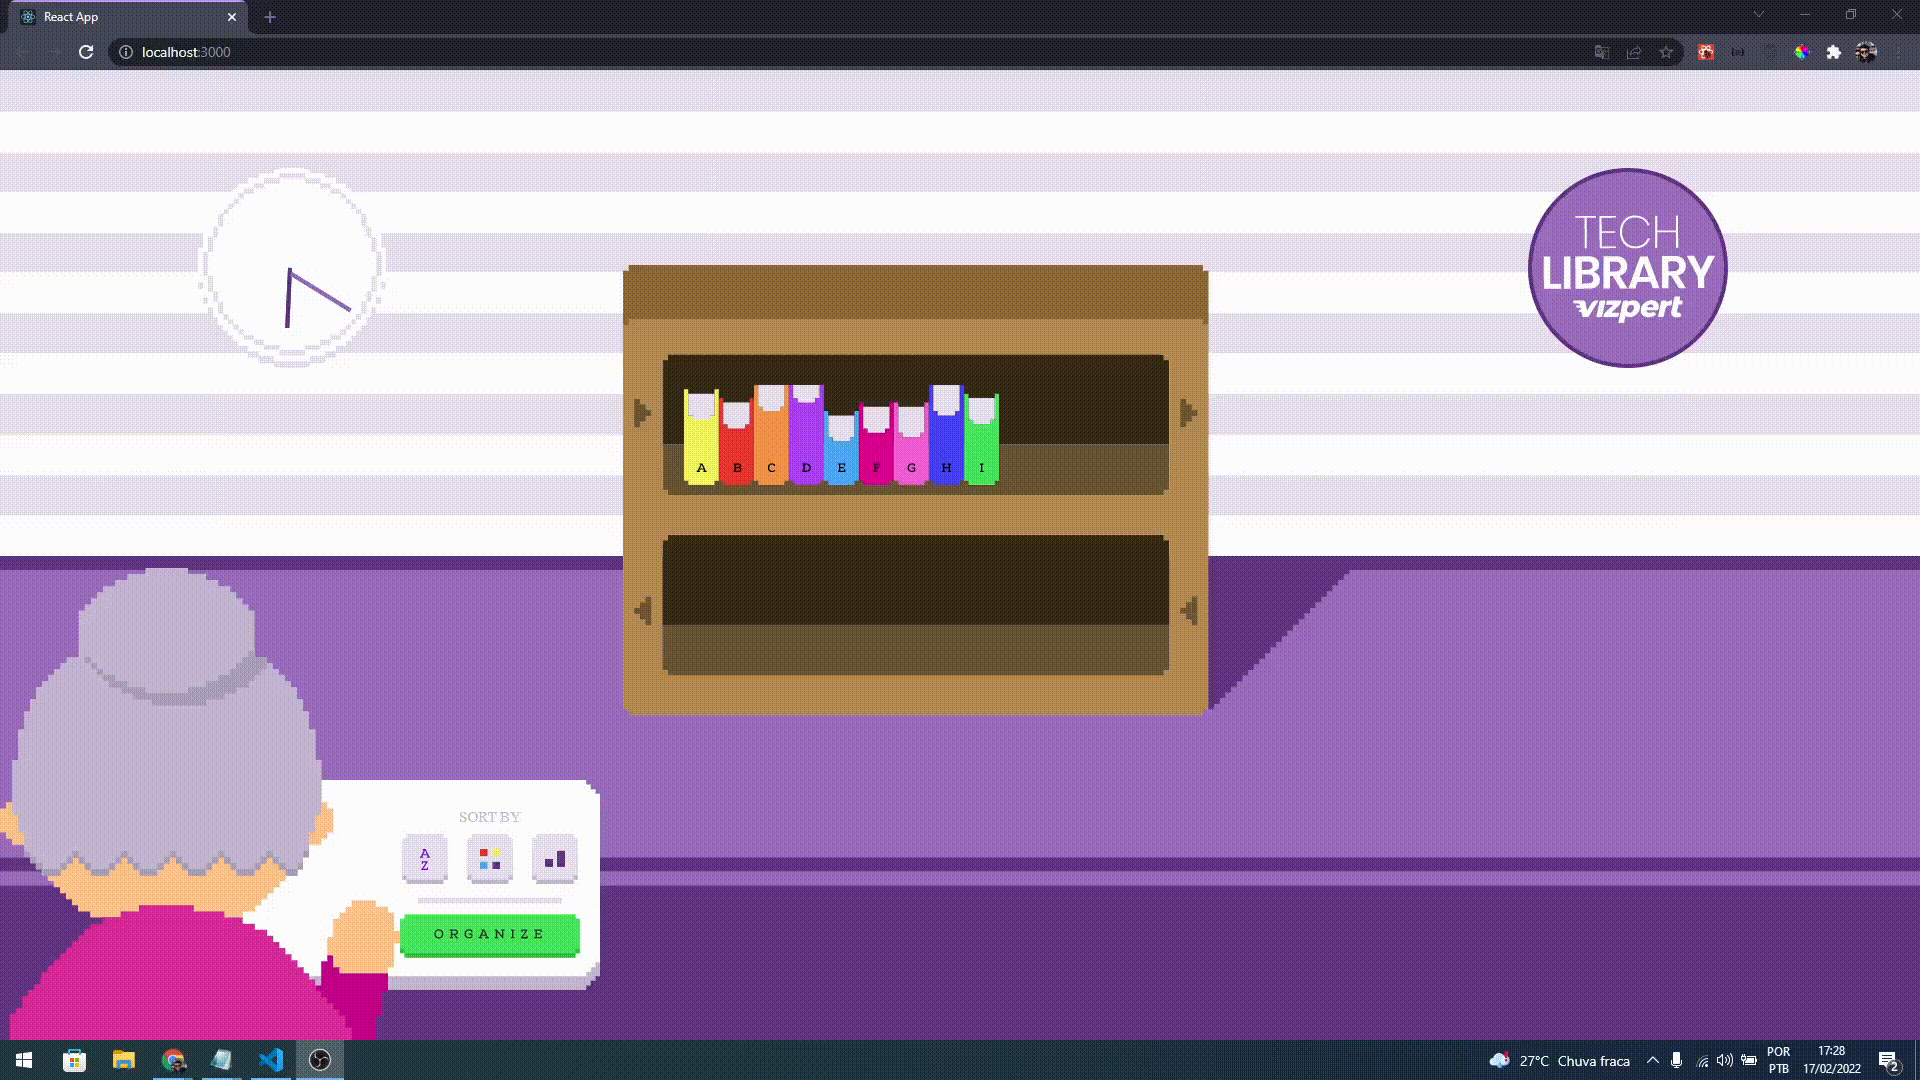 React App
localhost:3000
TECH
LIBRARY
vizpert
A B C D E F G H I
SORT BY
A
Z
ORGANIZE
27°C Chuva fraca
POR
PTB
17:28
17/02/2022
2